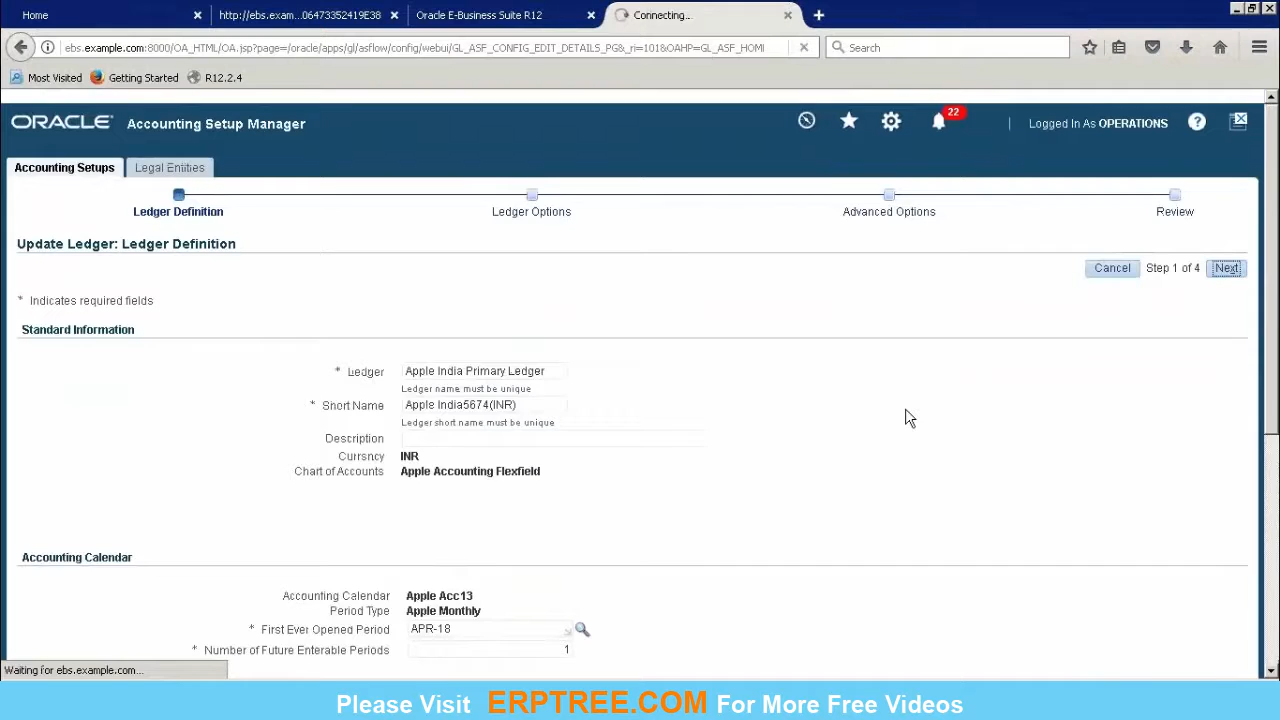 Home
http://ebs.exam...06473352419E38
Oracle E-Business Suite R12
Connecting...
ebs.example.com:8000/OA_HTML/OA.jsp?page=/oracle/apps/gl/asflow/config/webui/GL_ASF_CONFIG_EDIT_DETAILS_PG&_ri=101&OAHP=GL_ASF_HOMI
Search
Most Visited
Getting Started
R12.2.4
ORACLE
Accounting Setup Manager
22
Logged In As OPERATIONS
Accounting Setups
Legal Entities
Ledger Definition
Ledger Options
Advanced Options
Review
Update Ledger: Ledger Definition
Cancel
Step 1 of 4
Next
* Indicates required fields
Standard Information
* Ledger Apple India Primary Ledger
Ledger name must be unique
* Short Name Apple India5674(INR)
Ledger short name must be unique
Description
Currency INR
Chart of Accounts Apple Accounting Flexfield
Accounting Calendar
Accounting Calendar Apple Acc13
Period Type Apple Monthly
* First Ever Opened Period APR-18
* Number of Future Enterable Periods 1
Waiting for ebs.example.com...
Please Visit ERPTREE.COM For More Free Videos